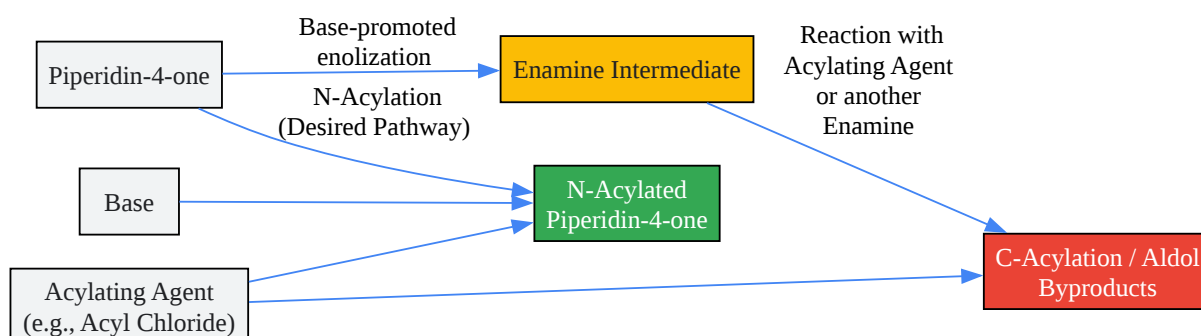 Piperidin-4-one
Base-promoted
enolization
Enamine Intermediate
Reaction with
Acylating Agent
or another
Enamine
N-Acylation
(Desired Pathway)
Base
N-Acylated
Piperidin-4-one
Acylating Agent
(e.g., Acyl Chloride)
C-Acylation / Aldol
Byproducts